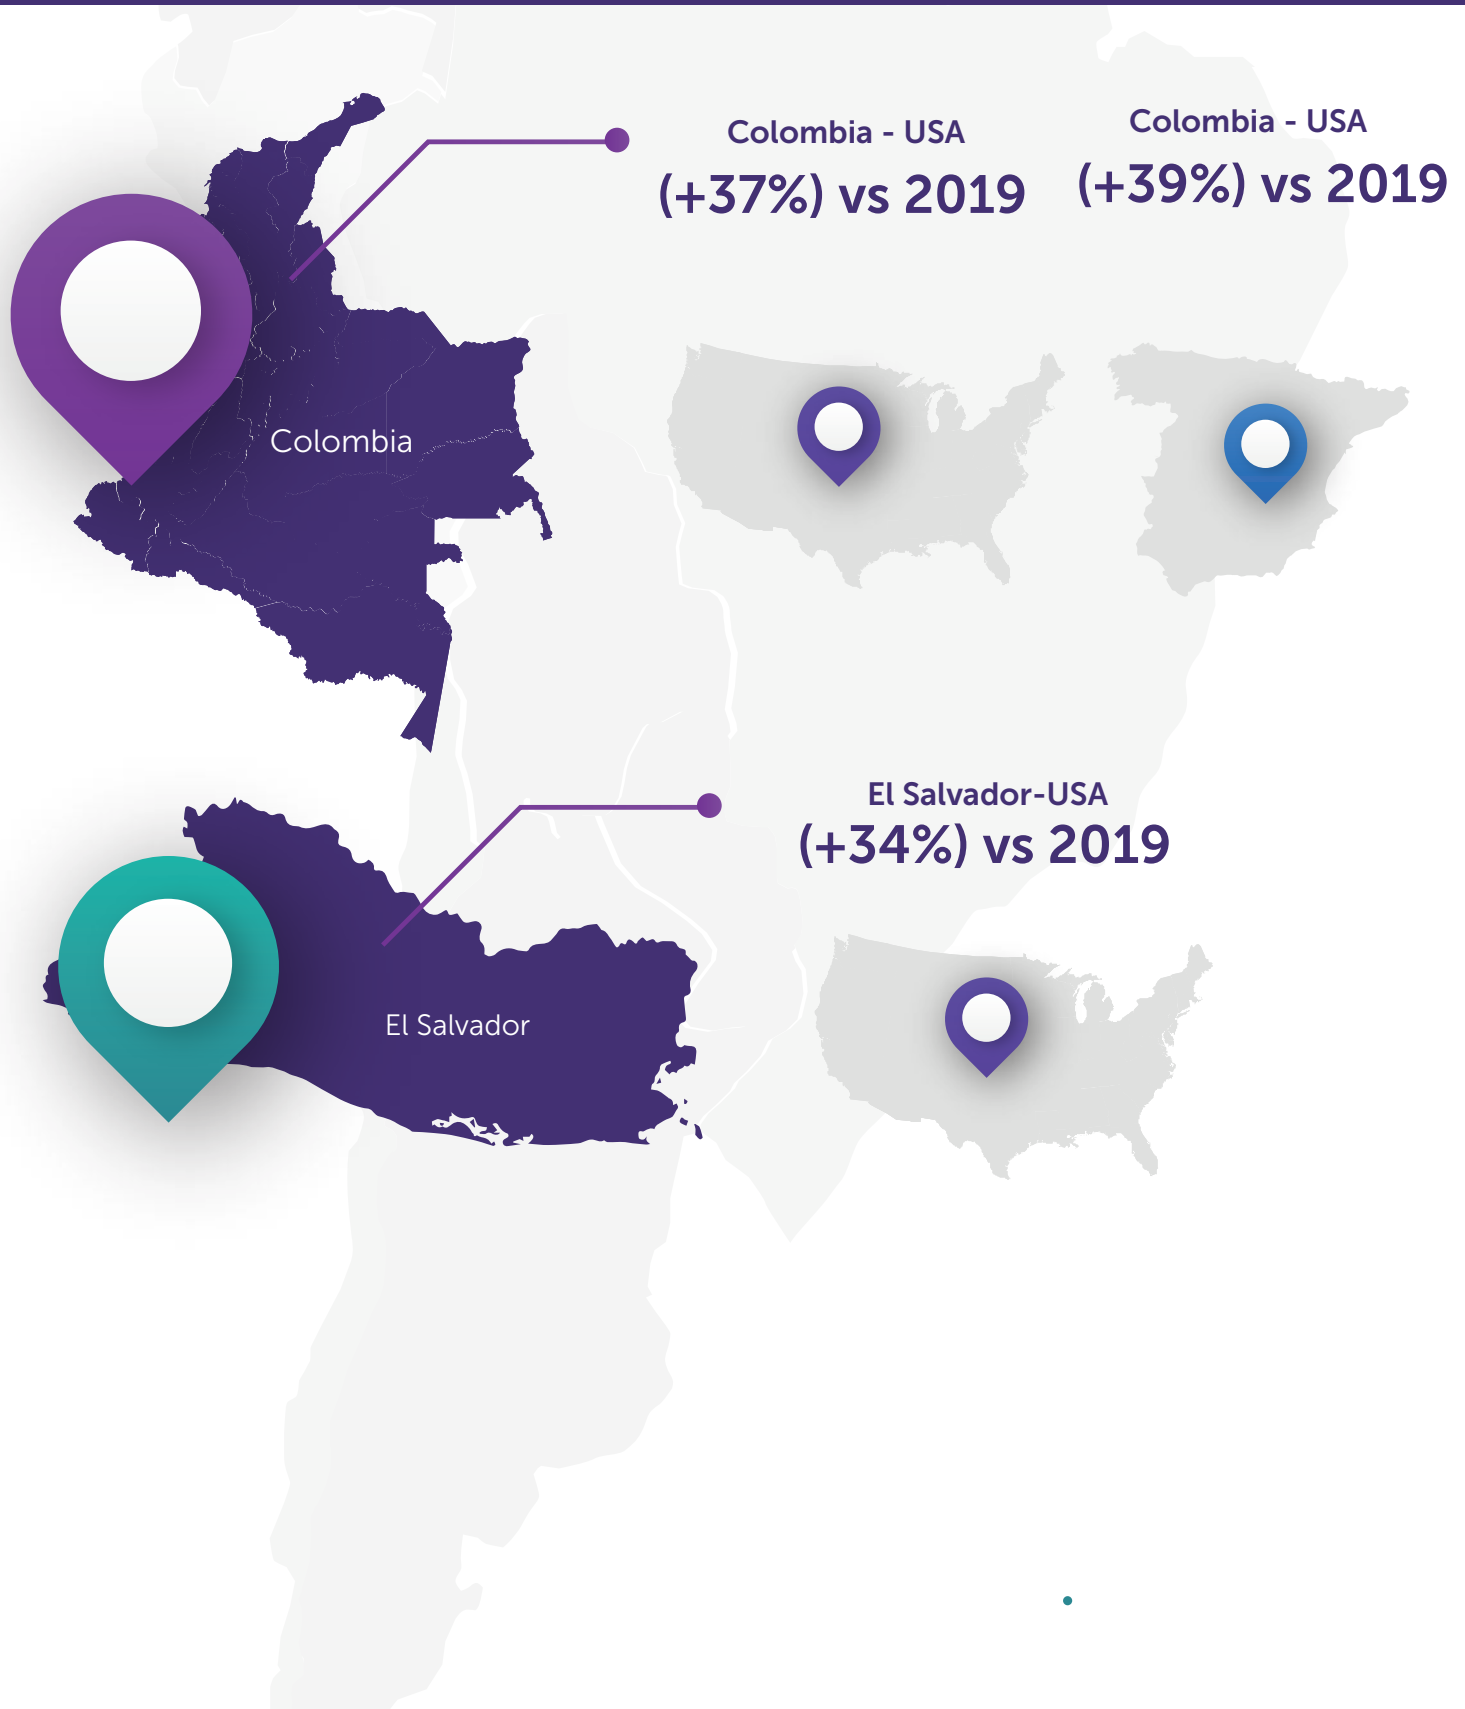 Colombia - USA
(+37%) vs 2019
Colombia - USA
(+39%) vs 2019
Colombia
El Salvador-USA
(+34%) vs 2019
El Salvador